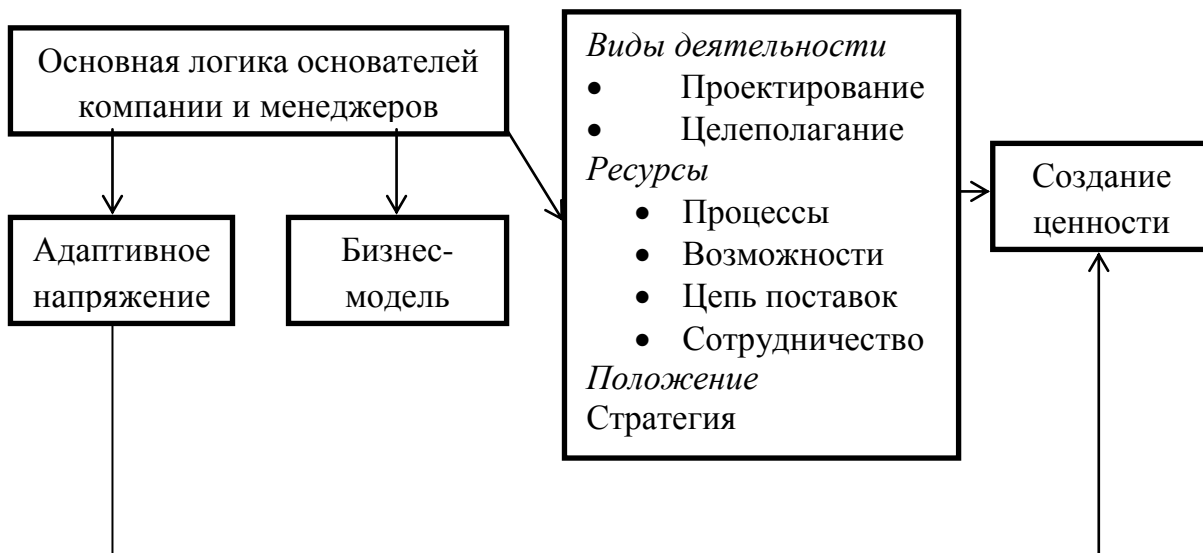 Основная логика основателей
компании и менеджеров
Адаптивное
напряжение
Бизнес-
модель
Виды деятельности
• Проектирование
• Целеполагание
Ресурсы
• Процессы
• Возможности
• Цепь поставок
• Сотрудничество
Положение
Стратегия
Создание
ценности